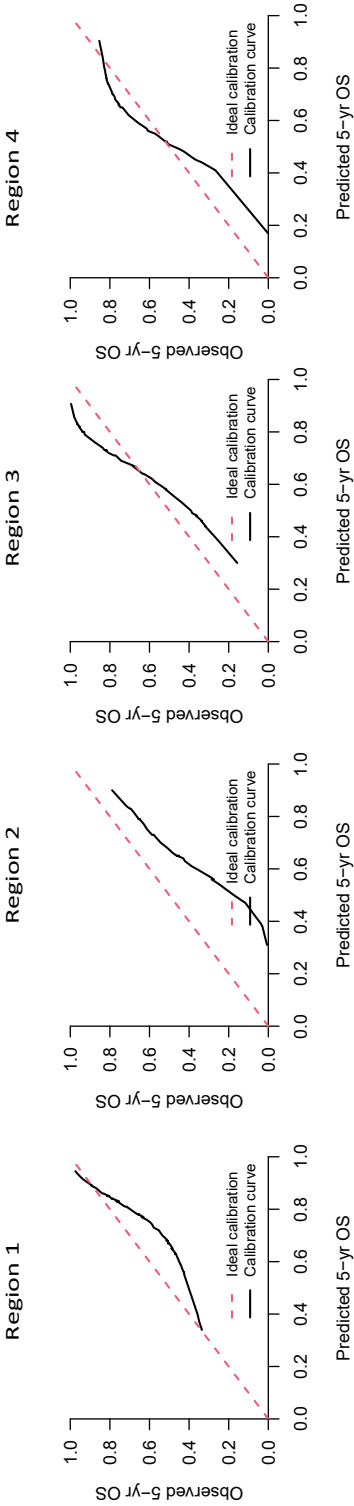 Region 1
Observed 5−yr OS
1.0
0.8
0.6
0.4
0.2
0.0
Ideal calibration
Calibration curve
0.0 0.2 0.4 0.6 0.8 1.0
Predicted 5−yr OS
Region 2
Observed 5−yr OS
1.0
0.8
0.6
0.4
0.2
0.0
Ideal calibration
Calibration curve
0.0 0.2 0.4 0.6 0.8 1.0
Predicted 5−yr OS
Region 3
Observed 5−yr OS
1.0
0.8
0.6
0.4
0.2
0.0
Ideal calibration
Calibration curve
0.0 0.2 0.4 0.6 0.8 1.0
Predicted 5−yr OS
Region 4
Observed 5−yr OS
1.0
0.8
0.6
0.4
0.2
0.0
Ideal calibration
Calibration curve
0.0 0.2 0.4 0.6 0.8 1.0
Predicted 5−yr OS